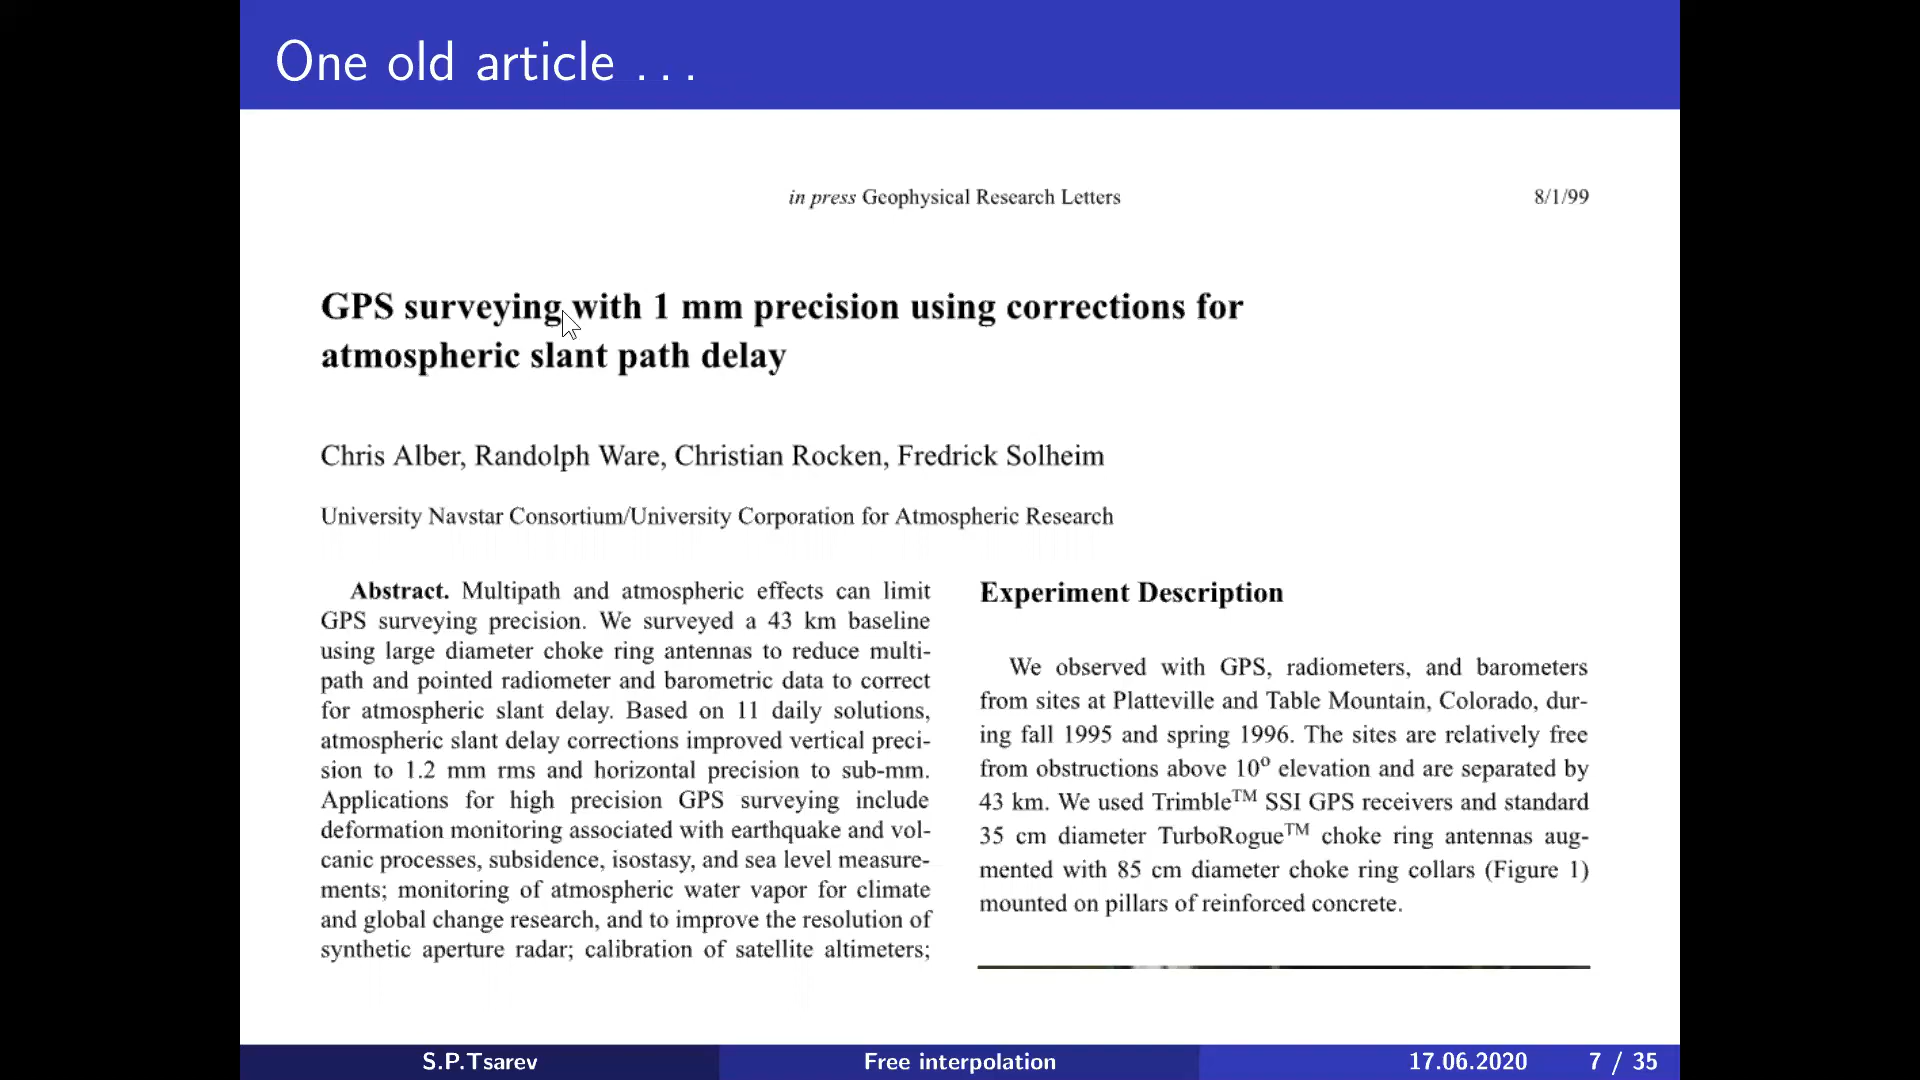 One old article . . .
in press Geophysical Research Letters 8/1/99
GPS surveying with 1 mm precision using corrections for
atmospheric slant path delay
Chris Alber, Randolph Ware, Christian Rocken, Fredrick Solheim
University Navstar Consortium/University Corporation for Atmospheric Research
Abstract. Multipath and atmospheric effects can limit
GPS surveying precision. We surveyed a 43 km baseline
using large diameter choke ring antennas to reduce multi-
path and pointed radiometer and barometric data to correct
for atmospheric slant delay. Based on 11 daily solutions,
atmospheric slant delay corrections improved vertical preci-
sion to 1.2 mm rms and horizontal precision to sub-mm.
Applications for high precision GPS surveying include
deformation monitoring associated with earthquake and vol-
canic processes, subsidence, isostasy, and sea level measure-
ments; monitoring of atmospheric water vapor for climate
and global change research, and to improve the resolution of
synthetic aperture radar; calibration of satellite altimeters;
Experiment Description
We observed with GPS, radiometers, and barometers
from sites at Platteville and Table Mountain, Colorado, dur-
ing fall 1995 and spring 1996. The sites are relatively free
from obstructions above 10º elevation and are separated by
43 km. We used Trimble™ SSI GPS receivers and standard
35 cm diameter TurboRogue™ choke ring antennas aug-
mented with 85 cm diameter choke ring collars (Figure 1)
mounted on pillars of reinforced concrete.
S.P.Tsarev Free interpolation 17.06.2020 7 / 35